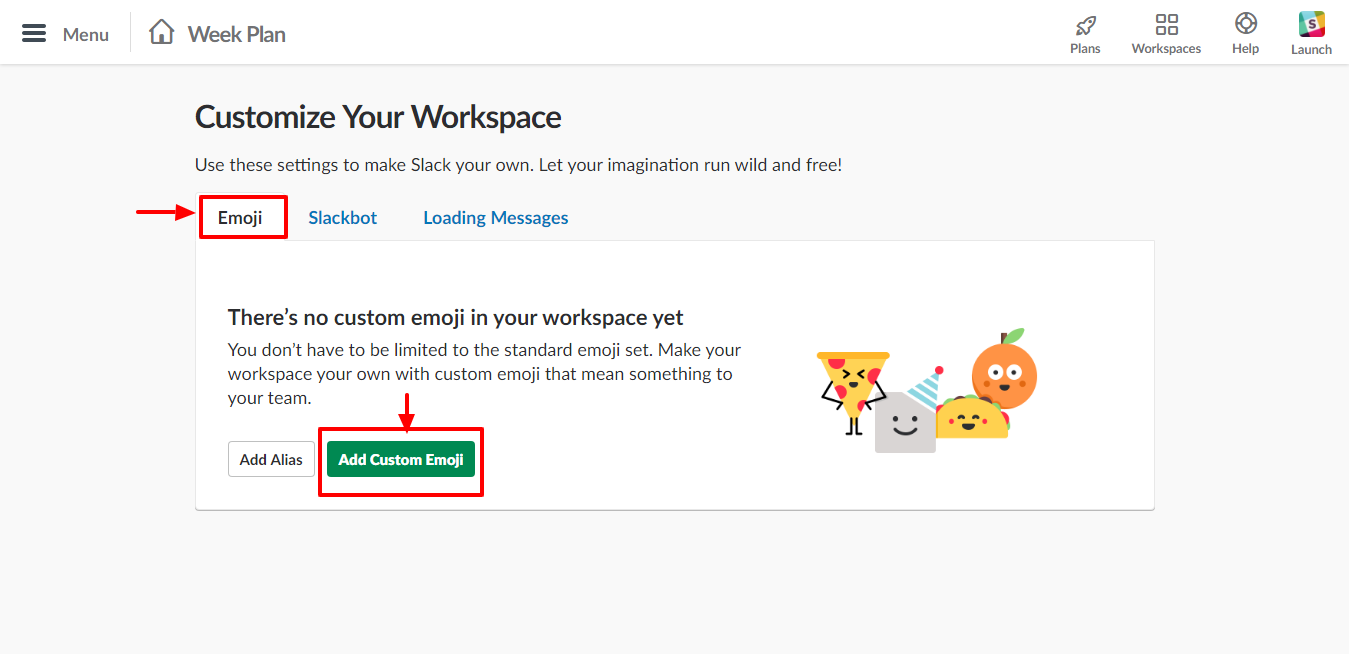 Menu
Week Plan
Plans
Workspaces
Help
S
Launch
Customize Your Workspace
Use these settings to make Slack your own. Let your imagination run wild and free!
Emoji
Slackbot
Loading Messages
There’s no custom emoji in your workspace yet
You don’t have to be limited to the standard emoji set. Make your
workspace your own with custom emoji that mean something to
your team.
Add Alias
Add Custom Emoji